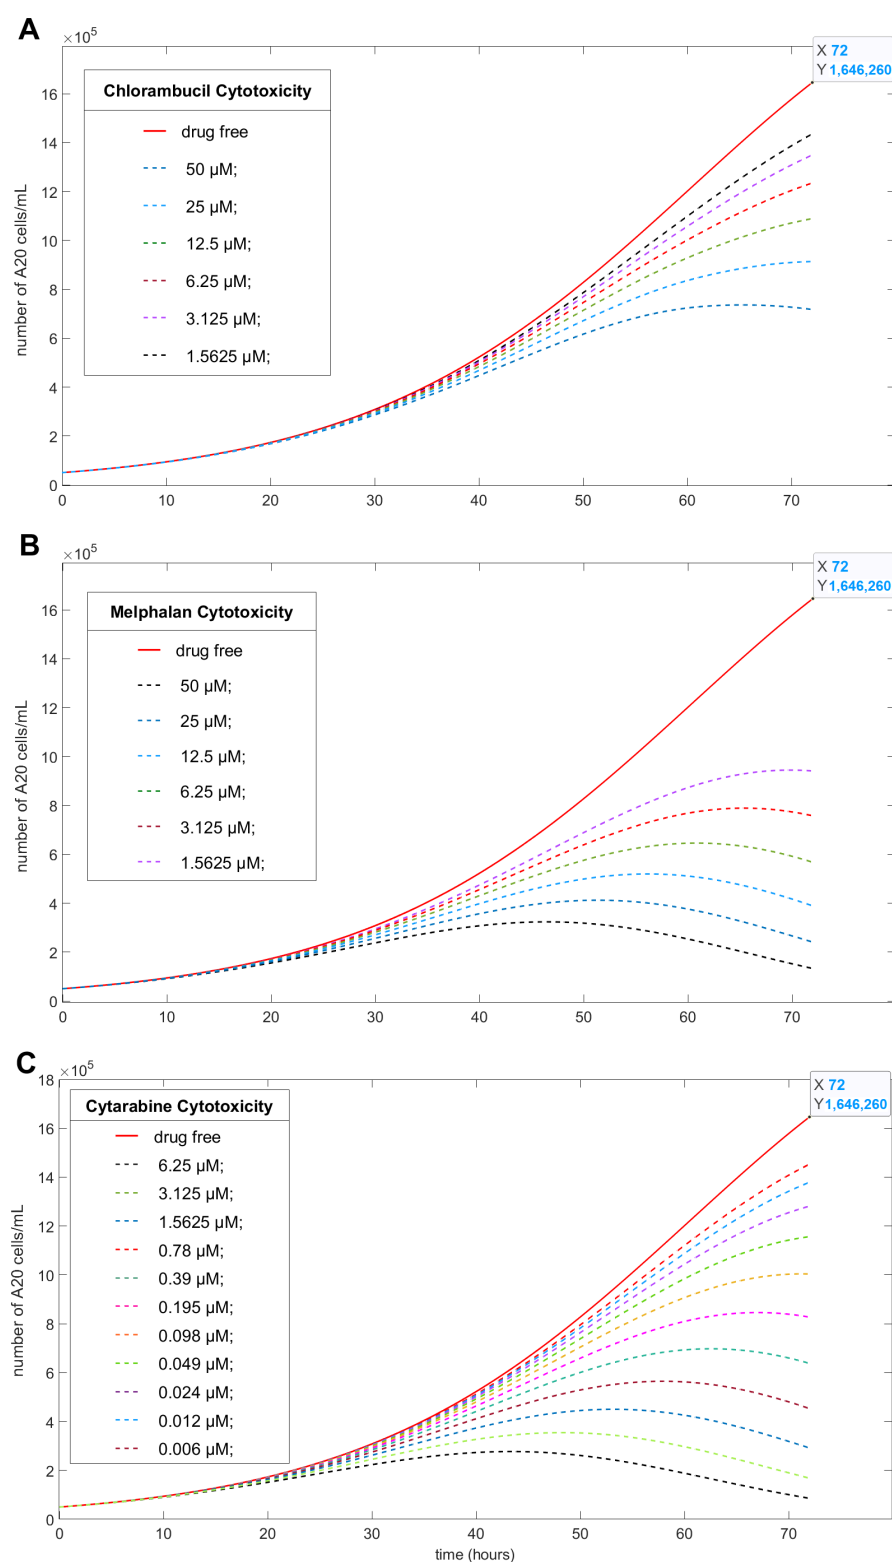 A
×10⁵
X 72
Y 1,646,260
Chlorambucil Cytotoxicity
drug free
50 µM;
25 µM;
12.5 µM;
6.25 µM;
3.125 µM;
1.5625 µM;
number of A20 cells/mL
16
14
12
10
8
6
4
2
0
0 10 20 30 40 50 60 70
B
×10⁵
X 72
Y 1,646,260
Melphalan Cytotoxicity
drug free
50 µM;
25 µM;
12.5 µM;
6.25 µM;
3.125 µM;
1.5625 µM;
number of A20 cells/mL
16
14
12
10
8
6
4
2
0
0 10 20 30 40 50 60 70
C
×10⁵
X 72
Y 1,646,260
Cytarabine Cytotoxicity
drug free
6.25 µM;
3.125 µM;
1.5625 µM;
0.78 µM;
0.39 µM;
0.195 µM;
0.098 µM;
0.049 µM;
0.024 µM;
0.012 µM;
0.006 µM;
number of A20 cells/mL
18
16
14
12
10
8
6
4
2
0
0 10 20 30 40 50 60 70
time (hours)